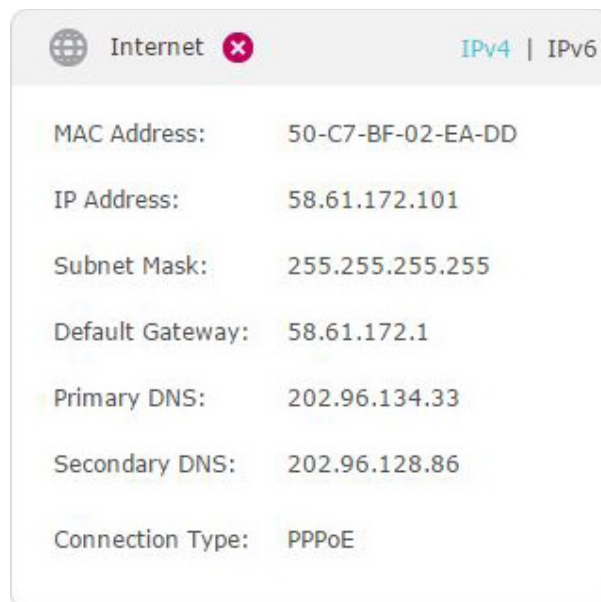 Internet IPv4 | IPv6
MAC Address: 50-C7-BF-02-EA-DD
IP Address: 58.61.172.101
Subnet Mask: 255.255.255.255
Default Gateway: 58.61.172.1
Primary DNS: 202.96.134.33
Secondary DNS: 202.96.128.86
Connection Type: PPPoE